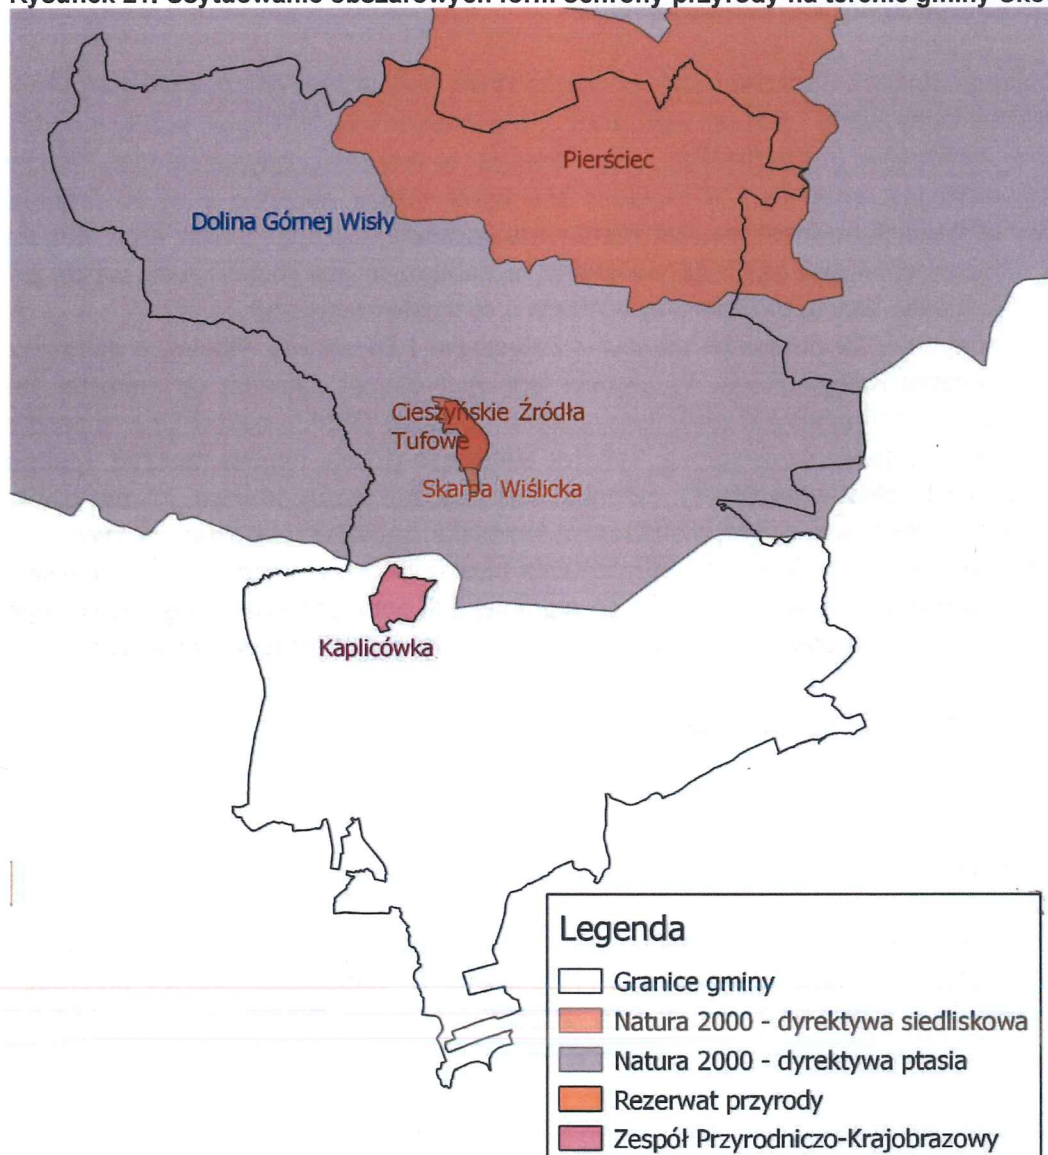 Pierściec
Dolina Górnej Wisły
Cieszyńskie Źródła
Tufowe
Skarpa Wiślicka
Kaplicówka
Legenda
Granice gminy
Natura 2000 - dyrektywa siedliskowa
Natura 2000 - dyrektywa ptasia
Rezerwat przyrody
Zespół Przyrodniczo-Krajobrazowy